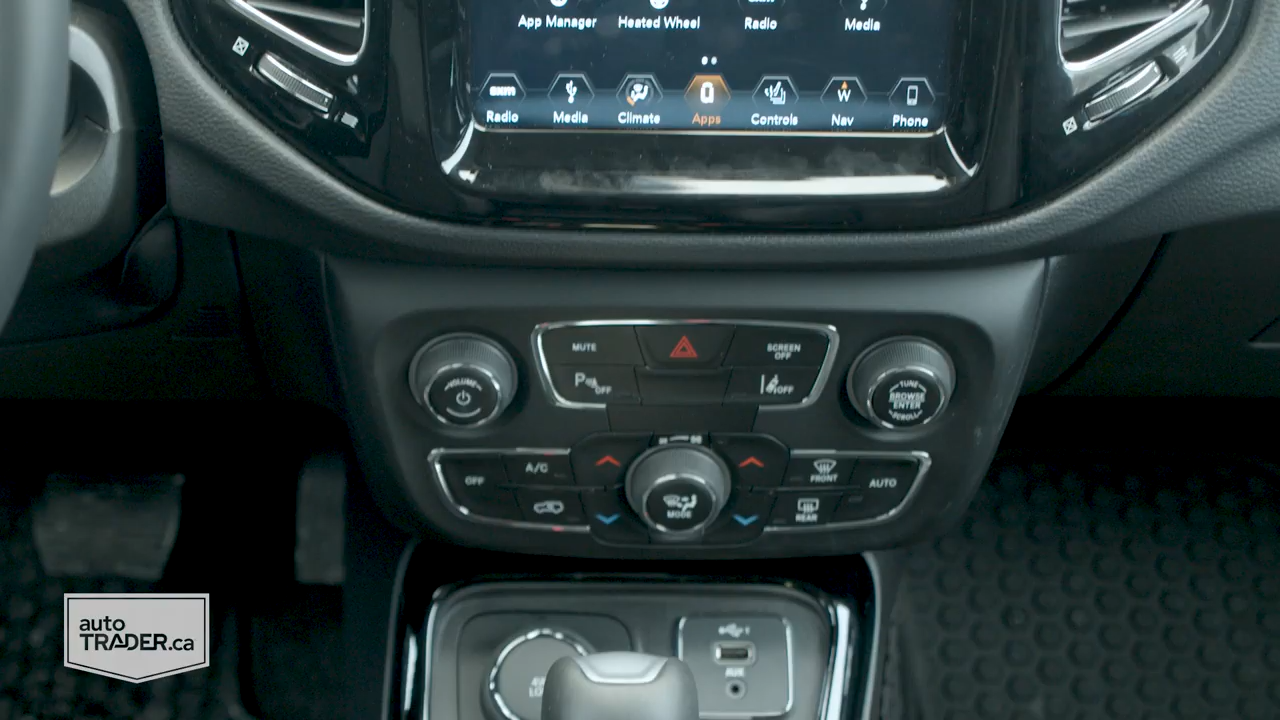 App Manager
Heated Wheel
Radio
Media
Radio
Media
Climate
Apps
Controls
W
Nav
Phone
MUTE
SCREEN
OFF
P OFF
OFF
VOLUME
TUNE
BROWSE
ENTER
SCROLL
OFF
A/C
MODE
FRONT
REAR
AUTO
AUX
auto
TRADER.ca